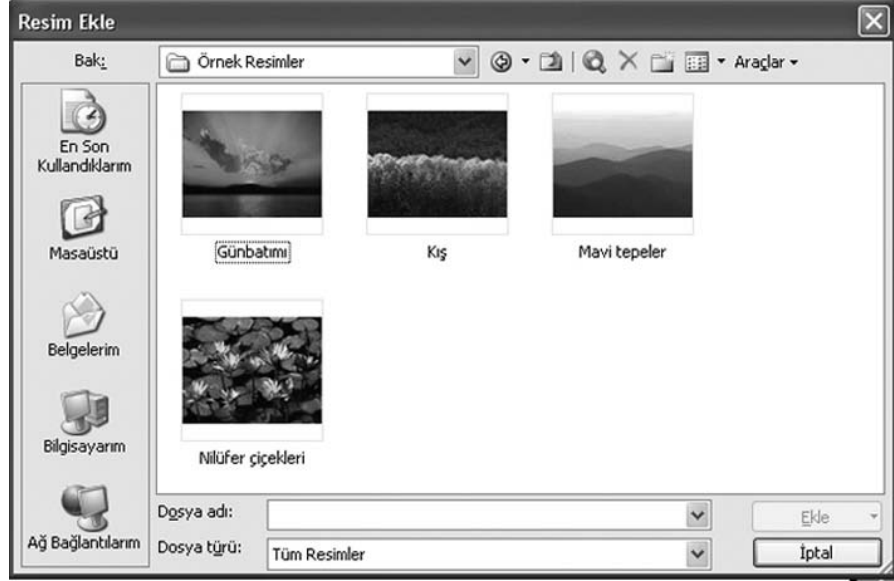 Resim Ekle
Bak: Örnek Resimler Araçlar
En Son
Kullandıklarım
Masaüstü
Belgelerim
Bilgisayarım
Ağ Bağlantılarım
Günbatımı
Kış
Mavi tepeler
Nilüfer çiçekleri
Dosya adı:
Ekle
Dosya türü: Tüm Resimler
İptal